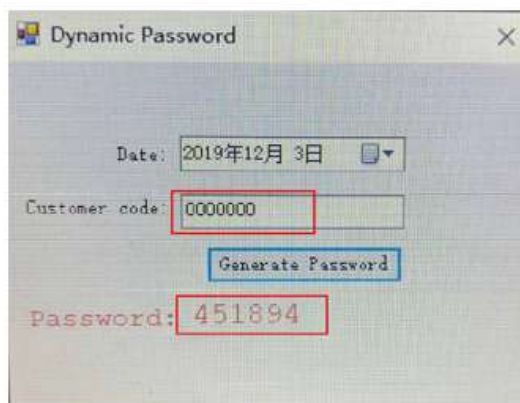 Dynamic Password
Date: 2019年12月 3日
Customer code: 0000000
Generate Password
Password: 451894